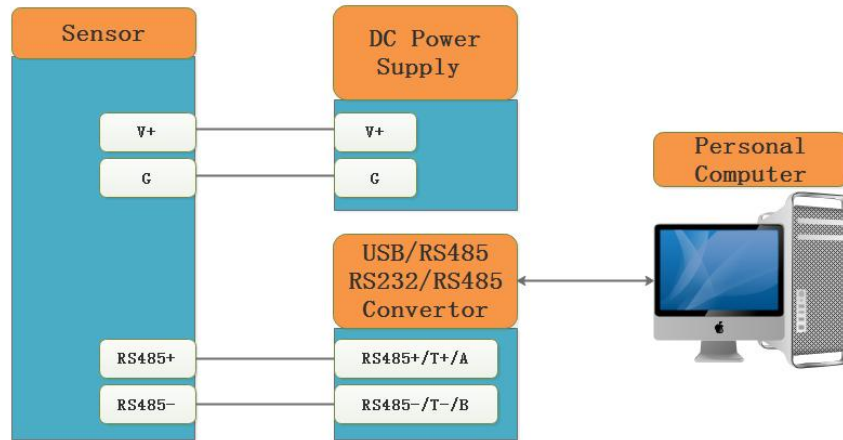 Sensor
V+
G
RS485+
RS485-
DC Power
Supply
V+
G
USB/RS485
RS232/RS485
Convertor
RS485+/T+/A
RS485-/T-/B
Personal
Computer